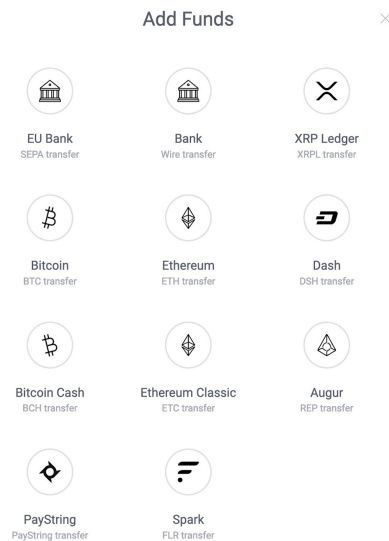 Add Funds
EU Bank
SEPA transfer
Bank
Wire transfer
XRP Ledger
XRPL transfer
Bitcoin
BTC transfer
Ethereum
ETH transfer
Dash
DSH transfer
Bitcoin Cash
BCH transfer
Ethereum Classic
ETC transfer
Augur
REP transfer
PayString
PayString transfer
Spark
FLR transfer